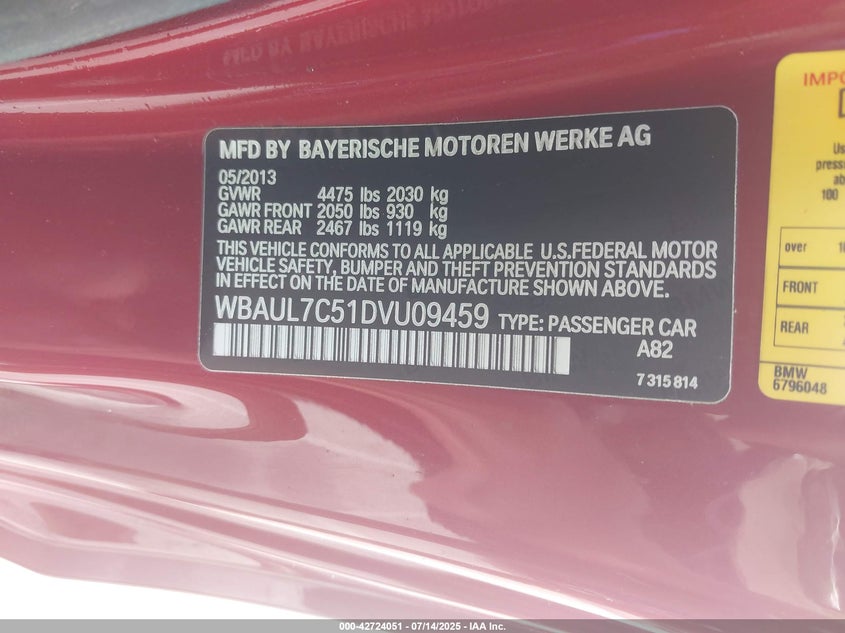 MFD BY BAYERISCHE MOTOREN WERKE AG
05/2013
GVWR 4475 lbs 2030 kg
GAWR FRONT 2050 lbs 930 kg
GAWR REAR 2467 lbs 1119 kg
THIS VEHICLE CONFORMS TO ALL APPLICABLE U.S.FEDERAL MOTOR
VEHICLE SAFETY, BUMPER AND THEFT PREVENTION STANDARDS
IN EFFECT ON THE DATE OF MANUFACTURE SHOWN ABOVE.
WBAUL7C51DVU09459 TYPE: PASSENGER CAR
A82
7 315 814
over
FRONT
REAR
BMW
6796048
000-42724051 - 07/14/2025 - IAA Inc.